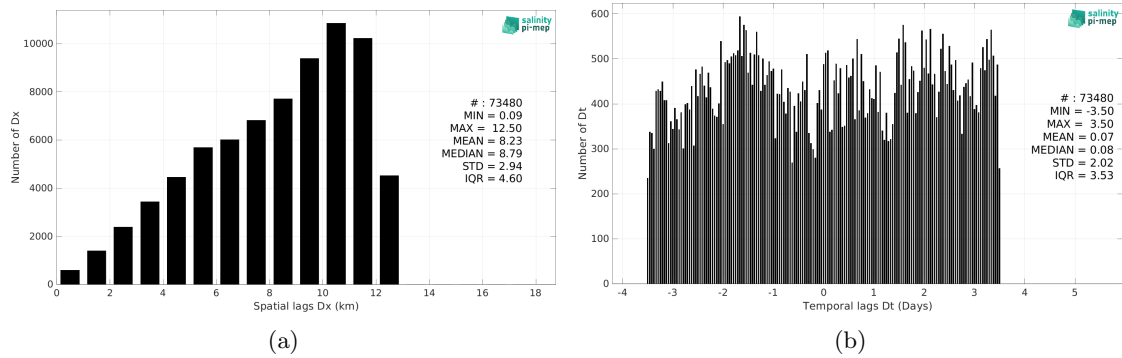 salinity
pi-mep
10000
8000
6000
4000
2000
0
Number of Dx
# : 73480
MIN = 0.09
MAX = 12.50
MEAN = 8.23
MEDIAN = 8.79
STD = 2.94
IQR = 4.60
0 2 4 6 8 10 12 14 16 18
Spatial lags Dx (km)
(a)
salinity
pi-mep
600
500
400
300
200
100
0
Number of Dt
# : 73480
MIN = -3.50
MAX = 3.50
MEAN = 0.07
MEDIAN = 0.08
STD = 2.02
IQR = 3.53
-4 -3 -2 -1 0 1 2 3 4 5
Temporal lags Dt (Days)
(b)